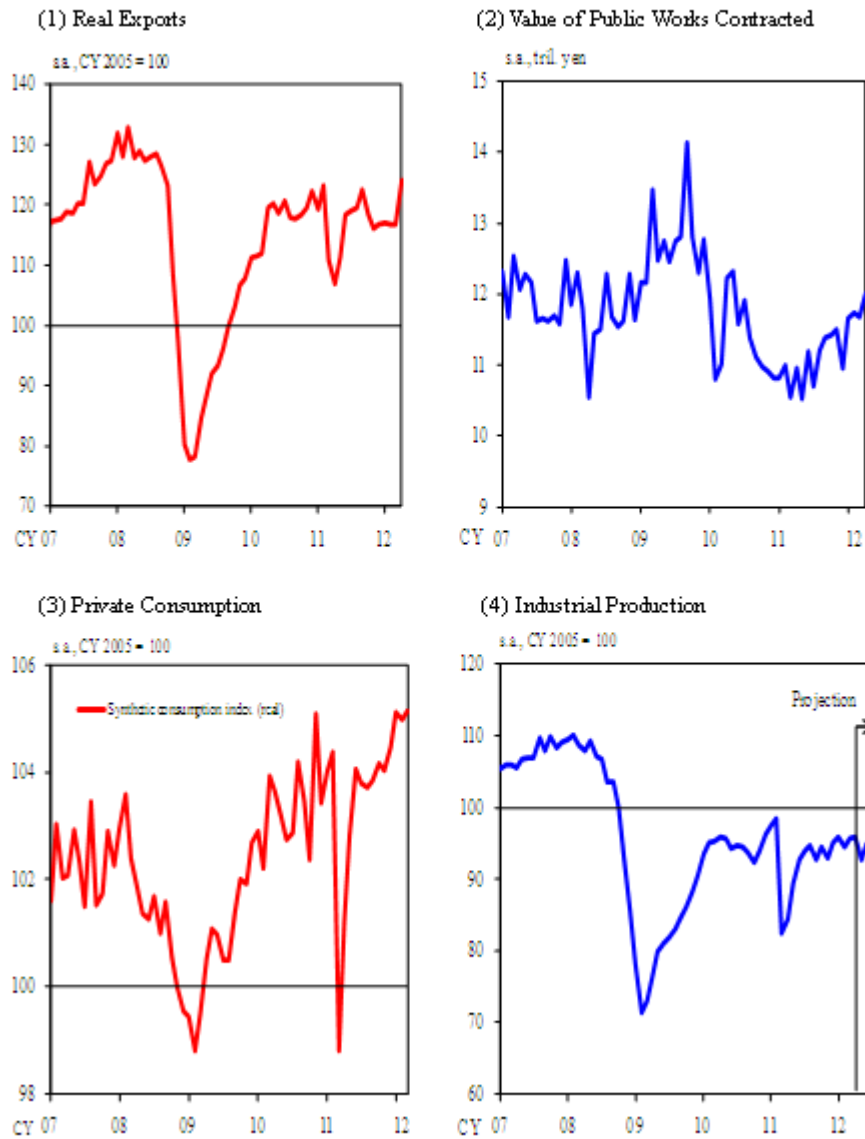 (1) Real Exports
s.a., CY 2005 = 100
140
130
120
110
100
90
80
70
CY 07 08 09 10 11 12
(2) Value of Public Works Contracted
s.a., tril. yen
15
14
13
12
11
10
9
CY 07 08 09 10 11 12
(3) Private Consumption
s.a., CY 2005 = 100
106
Synthetic consumption index (real)
104
102
100
98
CY 07 08 09 10 11 12
(4) Industrial Production
s.a., CY 2005 = 100
120
Projection
110
100
90
80
70
60
CY 07 08 09 10 11 12